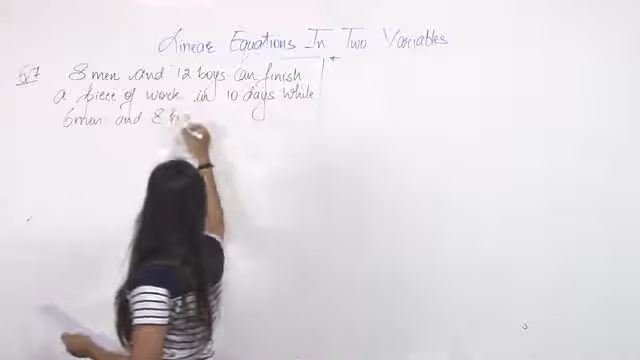 Linear Equations In Two Variables
Q7 8 men and 12 boys can finish
a piece of work in 10 days while
6 men and 8 b